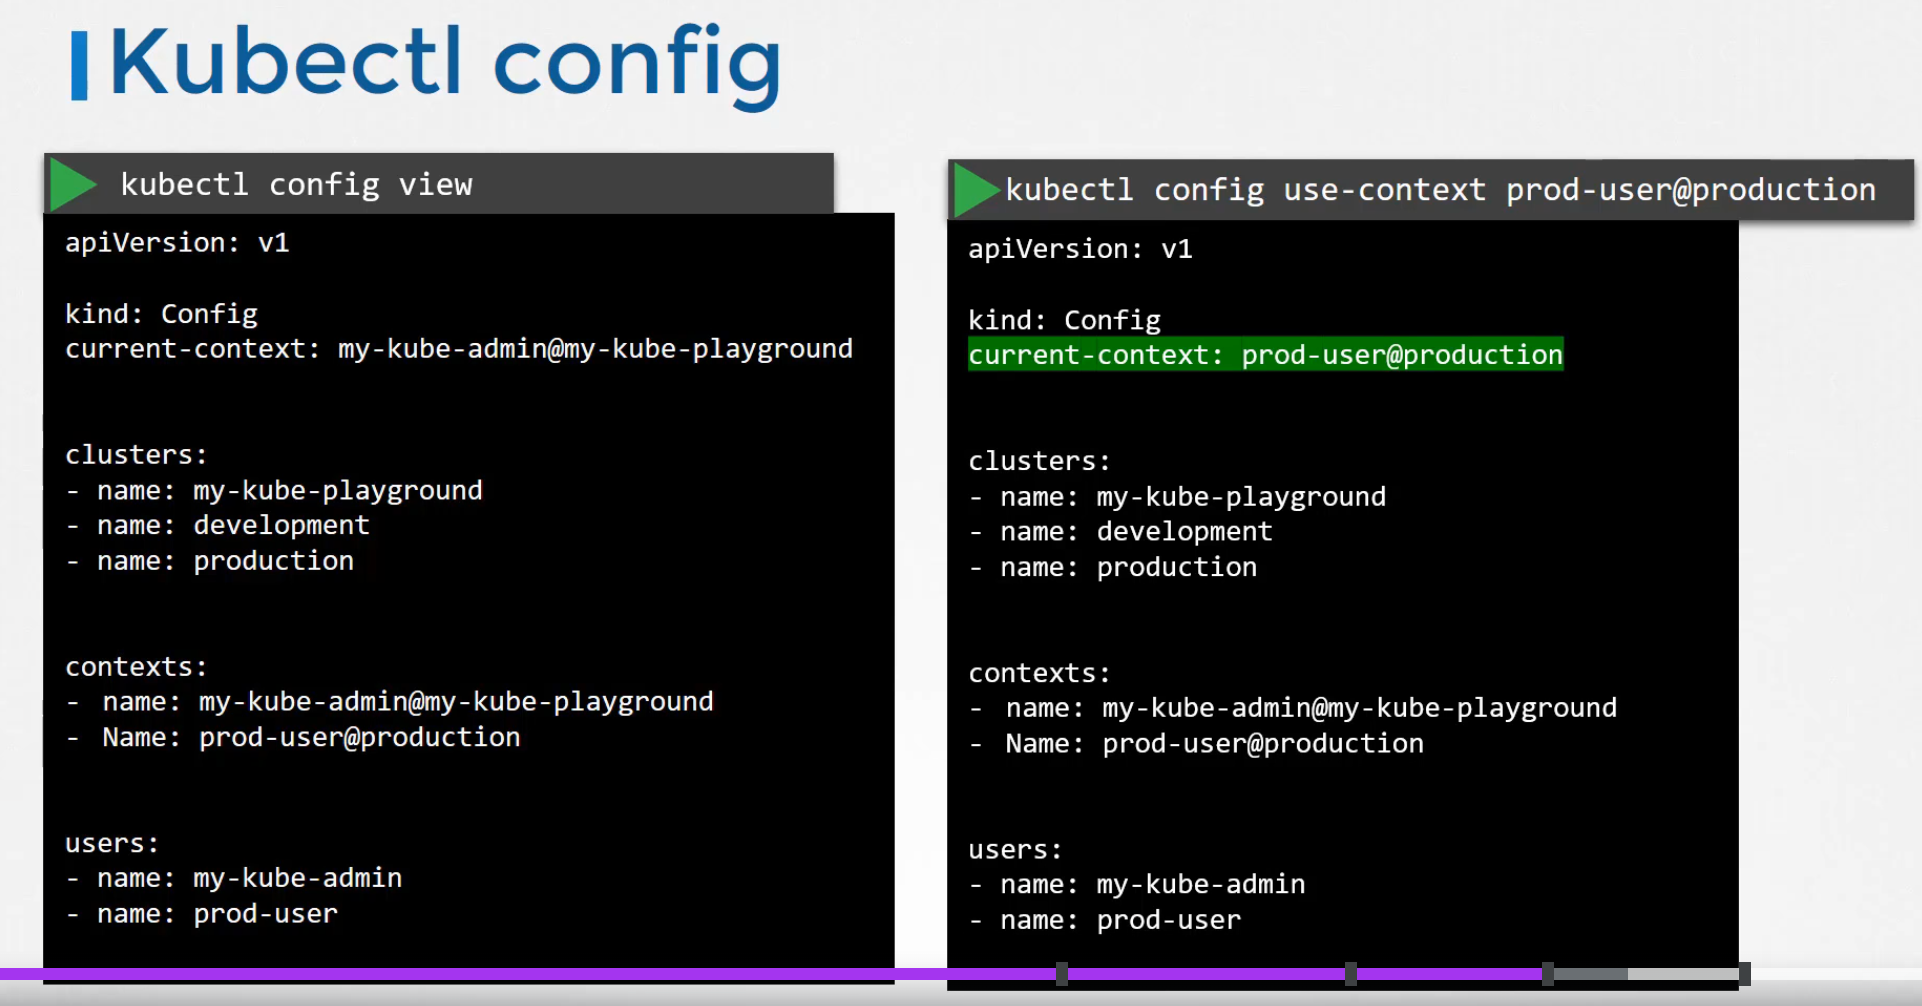 Kubectl config
kubectl config view
apiVersion: v1
kind: Config
current-context: my-kube-admin@my-kube-playground
clusters:
- name: my-kube-playground
- name: development
- name: production
contexts:
- name: my-kube-admin@my-kube-playground
- Name: prod-user@production
users:
- name: my-kube-admin
- name: prod-user
kubectl config use-context prod-user@production
apiVersion: v1
kind: Config
current-context: prod-user@production
clusters:
- name: my-kube-playground
- name: development
- name: production
contexts:
- name: my-kube-admin@my-kube-playground
- Name: prod-user@production
users:
- name: my-kube-admin
- name: prod-user